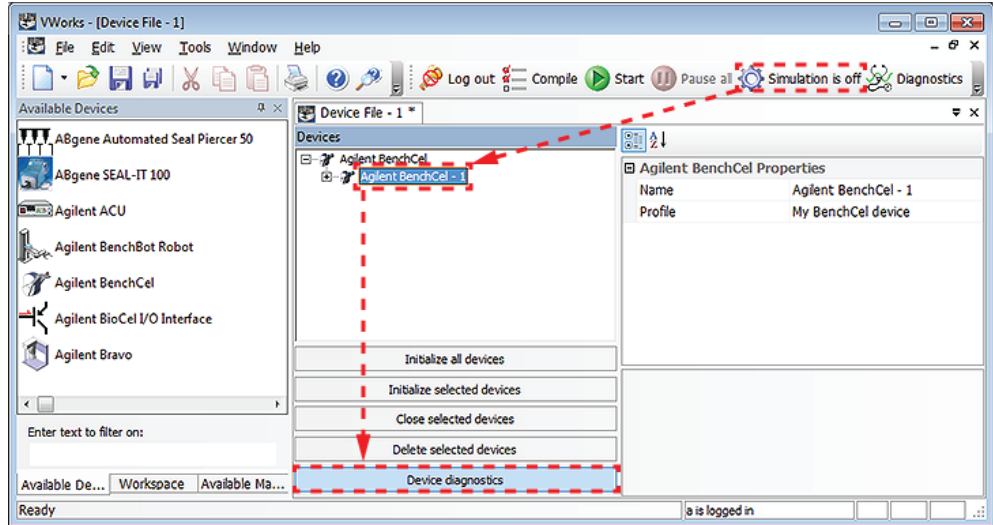 VWorks - [Device File - 1]
File Edit View Tools Window Help
Log out Compile Start Pause all Simulation is off Diagnostics
Available Devices
ABgene Automated Seal Piercer 50
ABgene SEAL-IT 100
Agilent ACU
Agilent BenchBot Robot
Agilent BenchCel
Agilent BioCel I/O Interface
Agilent Bravo
Enter text to filter on:
Available De... Workspace Available Ma...
Device File - 1 *
Devices
Agilent BenchCel
Agilent BenchCel - 1
Initialize all devices
Initialize selected devices
Close selected devices
Delete selected devices
Device diagnostics
Agilent BenchCel Properties
Name Agilent BenchCel - 1
Profile My BenchCel device
Ready a is logged in